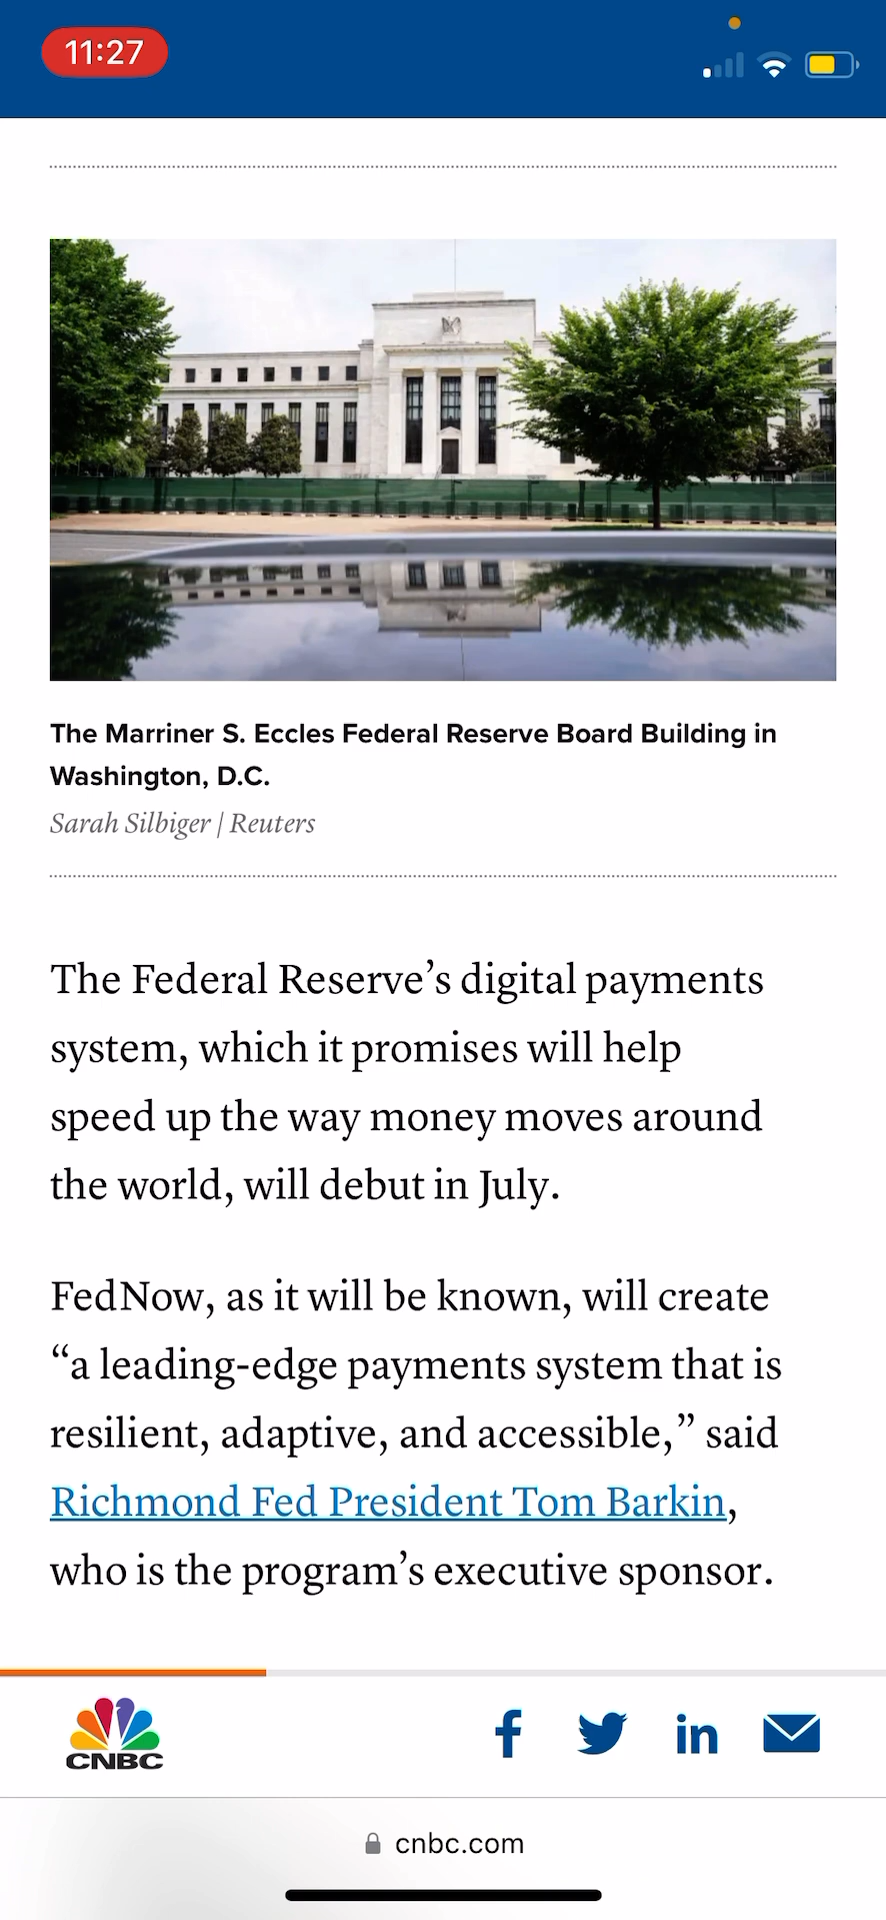 11:27
The Marriner S. Eccles Federal Reserve Board Building in
Washington, D.C.
Sarah Silbiger | Reuters
The Federal Reserve’s digital payments
system, which it promises will help
speed up the way money moves around
the world, will debut in July.
FedNow, as it will be known, will create
“a leading-edge payments system that is
resilient, adaptive, and accessible,” said
Richmond Fed President Tom Barkin,
who is the program’s executive sponsor.
CNBC
cnbc.com